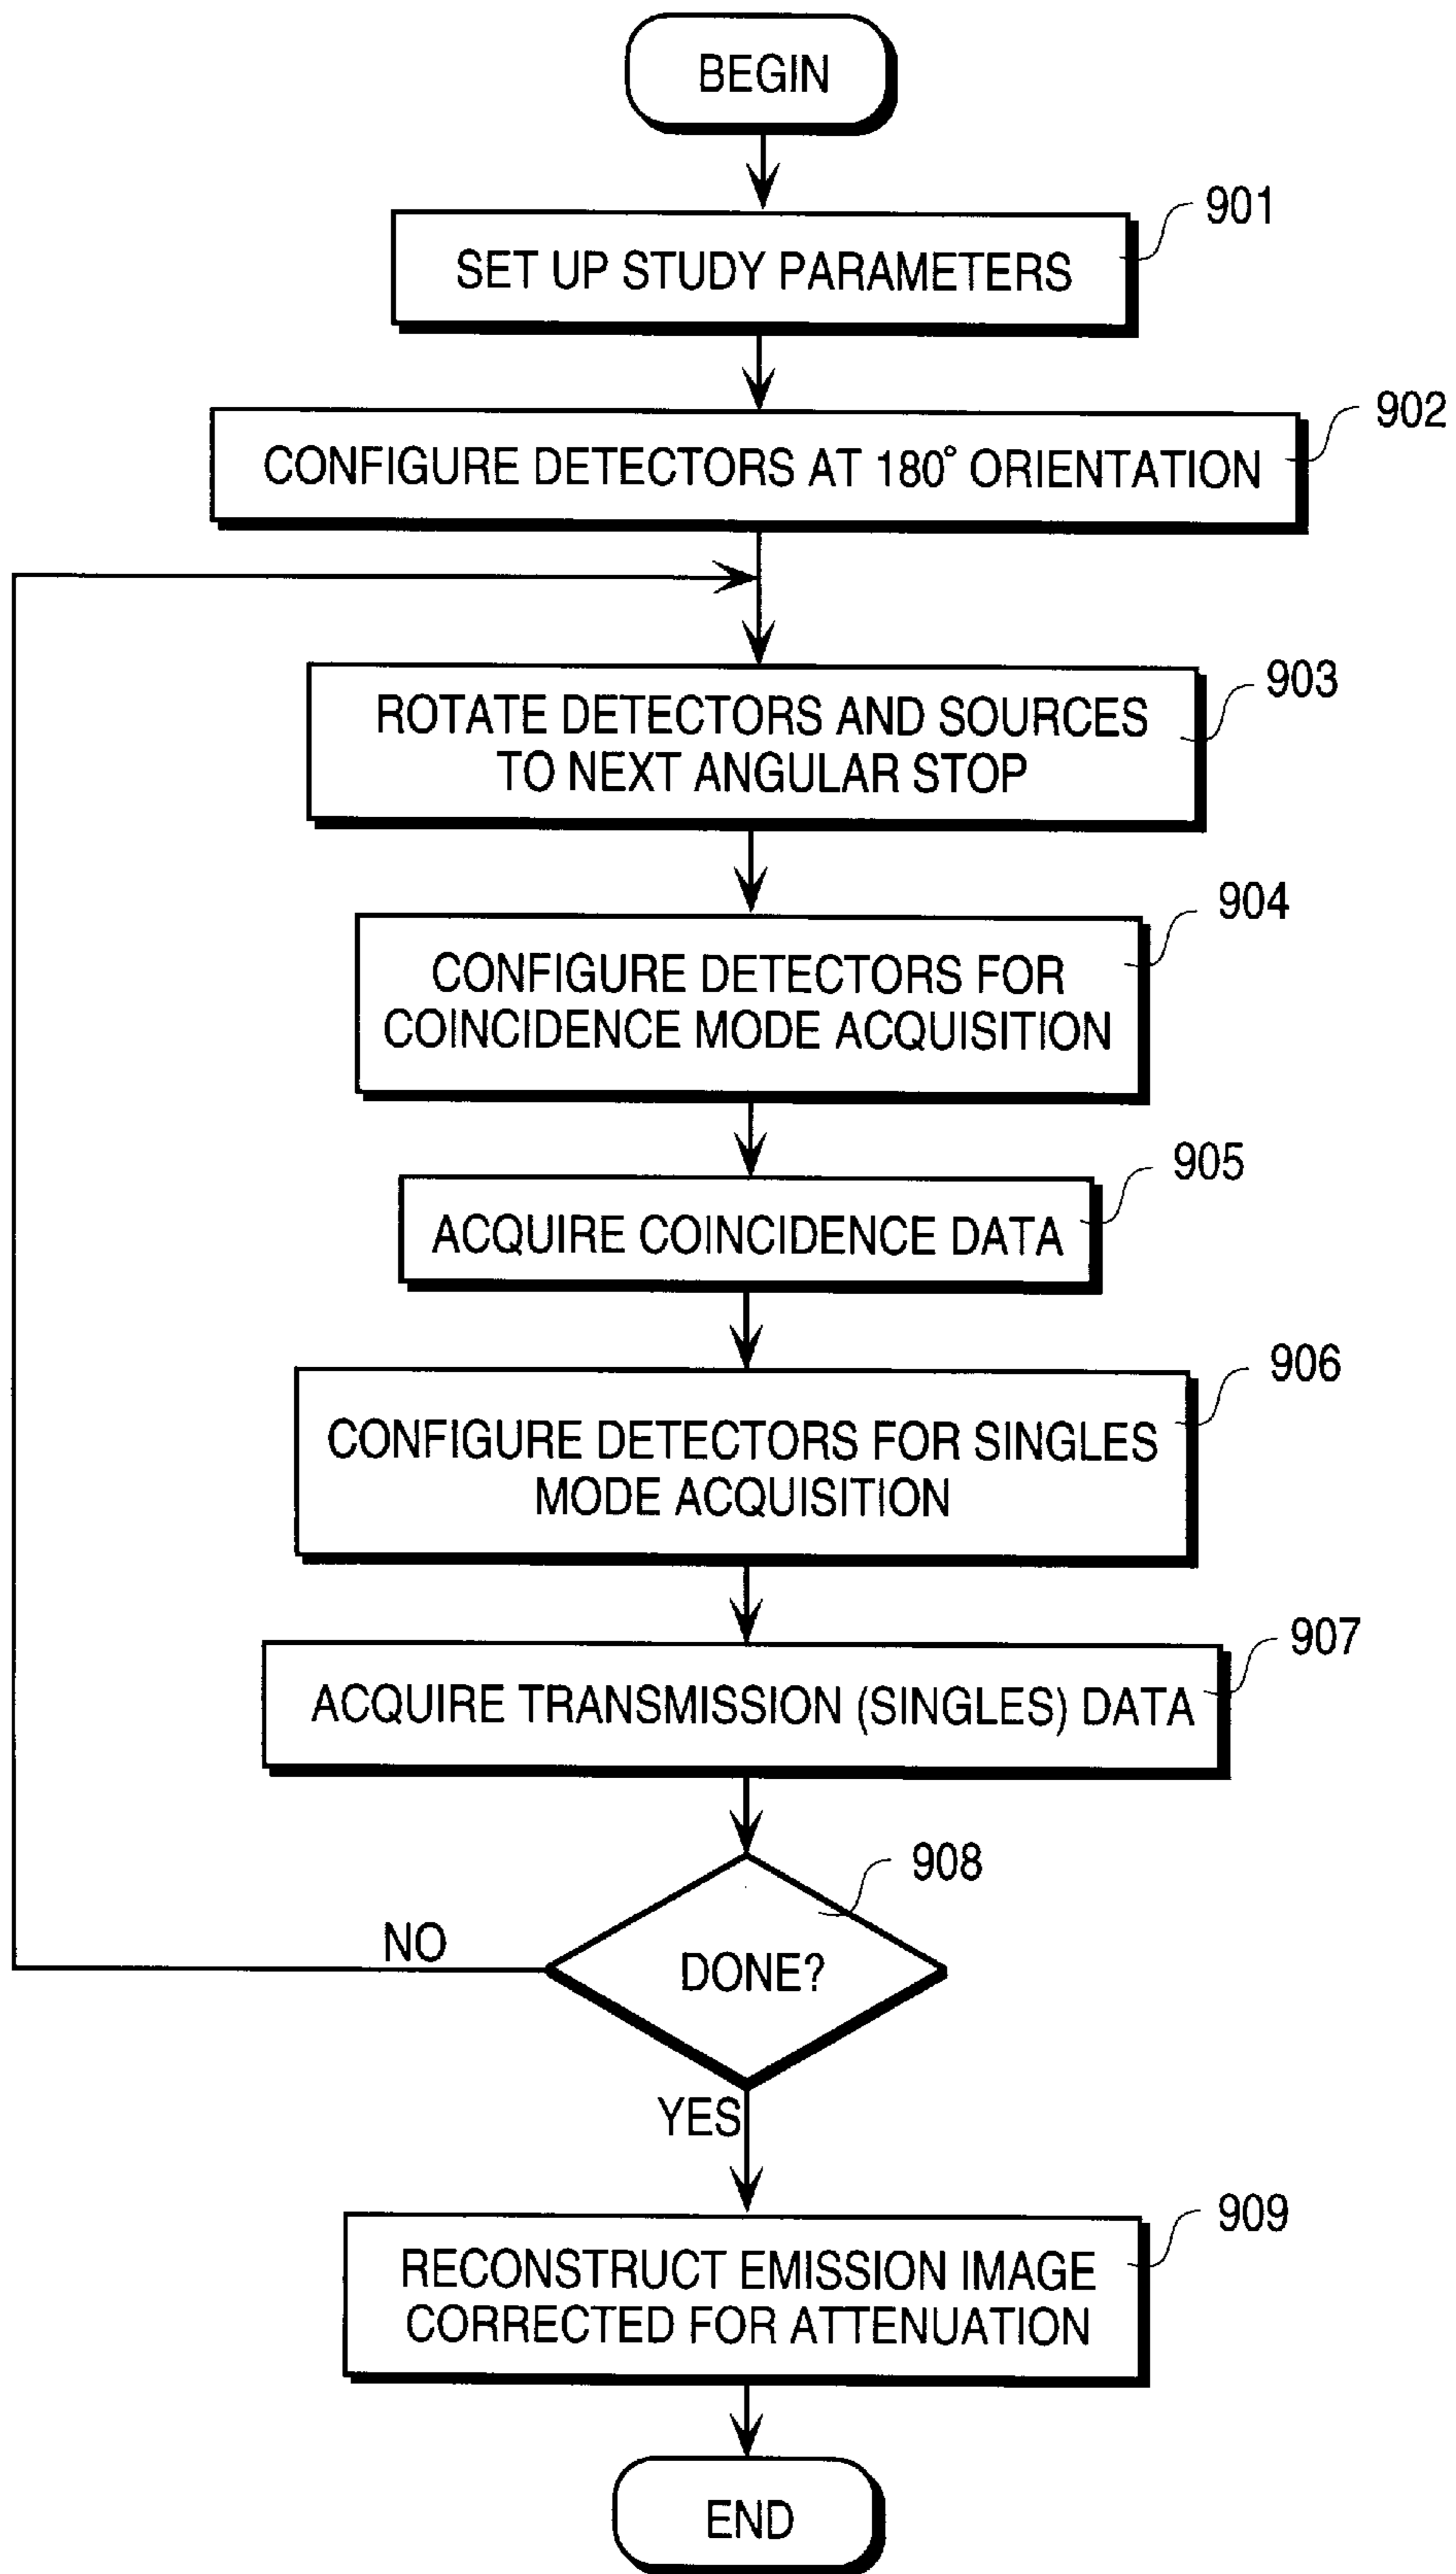 BEGIN
901
SET UP STUDY PARAMETERS
902
CONFIGURE DETECTORS AT 180° ORIENTATION
903
ROTATE DETECTORS AND SOURCES
TO NEXT ANGULAR STOP
904
CONFIGURE DETECTORS FOR
COINCIDENCE MODE ACQUISITION
905
ACQUIRE COINCIDENCE DATA
906
CONFIGURE DETECTORS FOR SINGLES
MODE ACQUISITION
907
ACQUIRE TRANSMISSION (SINGLES) DATA
908
NO
DONE?
YES
909
RECONSTRUCT EMISSION IMAGE
CORRECTED FOR ATTENUATION
END